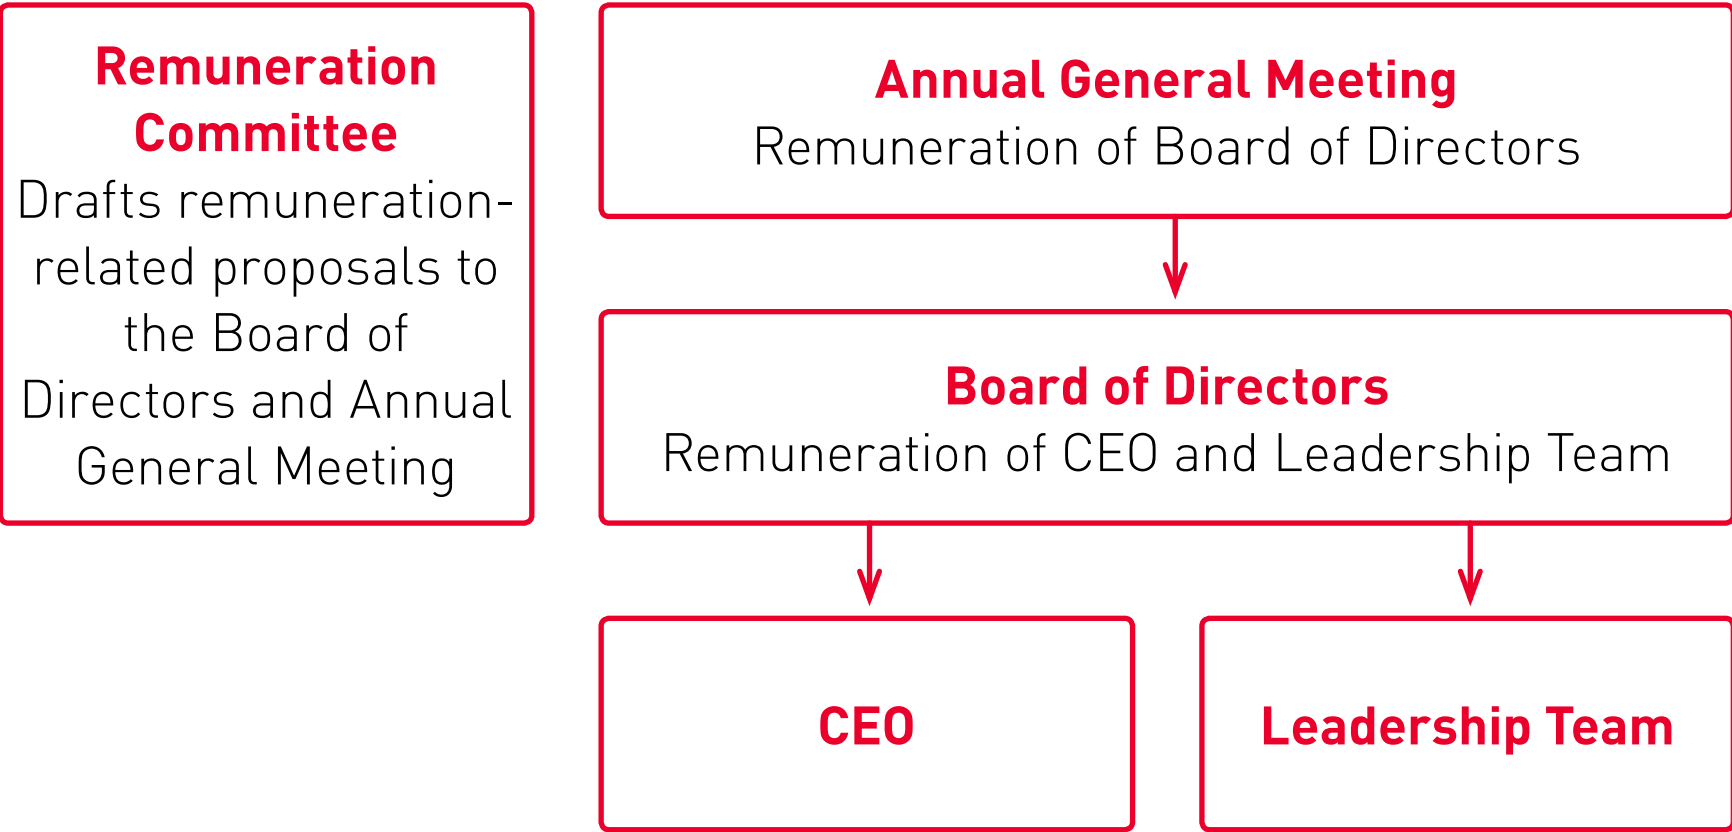 Remuneration
Committee
Drafts remuneration-
related proposals to
the Board of
Directors and Annual
General Meeting
Annual General Meeting
Remuneration of Board of Directors
Board of Directors
Remuneration of CEO and Leadership Team
CEO
Leadership Team